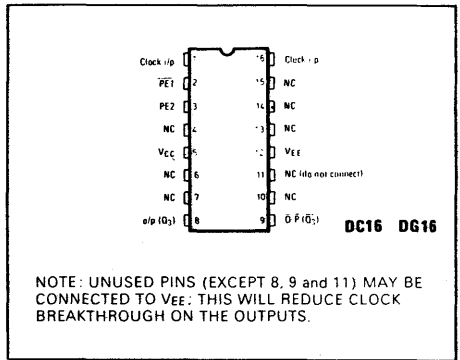 Clock i/p 1 16 Clock i p
PE1 2 15 NC
PE2 3 14 NC
NC 4 13 NC
VCC 5 12 VEE
NC 6 11 NC (do not connect)
NC 7 10 NC
o/p (Q3) 8 9 O P (Q3)
DC16 DG16
NOTE: UNUSED PINS (EXCEPT 8, 9 and 11) MAY BE
CONNECTED TO VEE; THIS WILL REDUCE CLOCK
BREAKTHROUGH ON THE OUTPUTS.